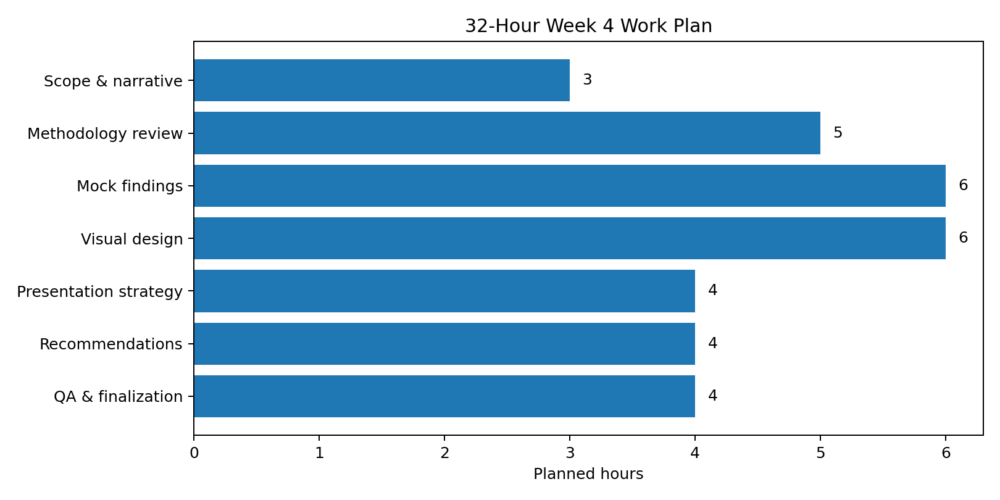 32-Hour Week 4 Work Plan
Scope & narrative
3
Methodology review
5
Mock findings
6
Visual design
6
Presentation strategy
4
Recommendations
4
QA & finalization
4
0 1 2 3 4 5 6
Planned hours